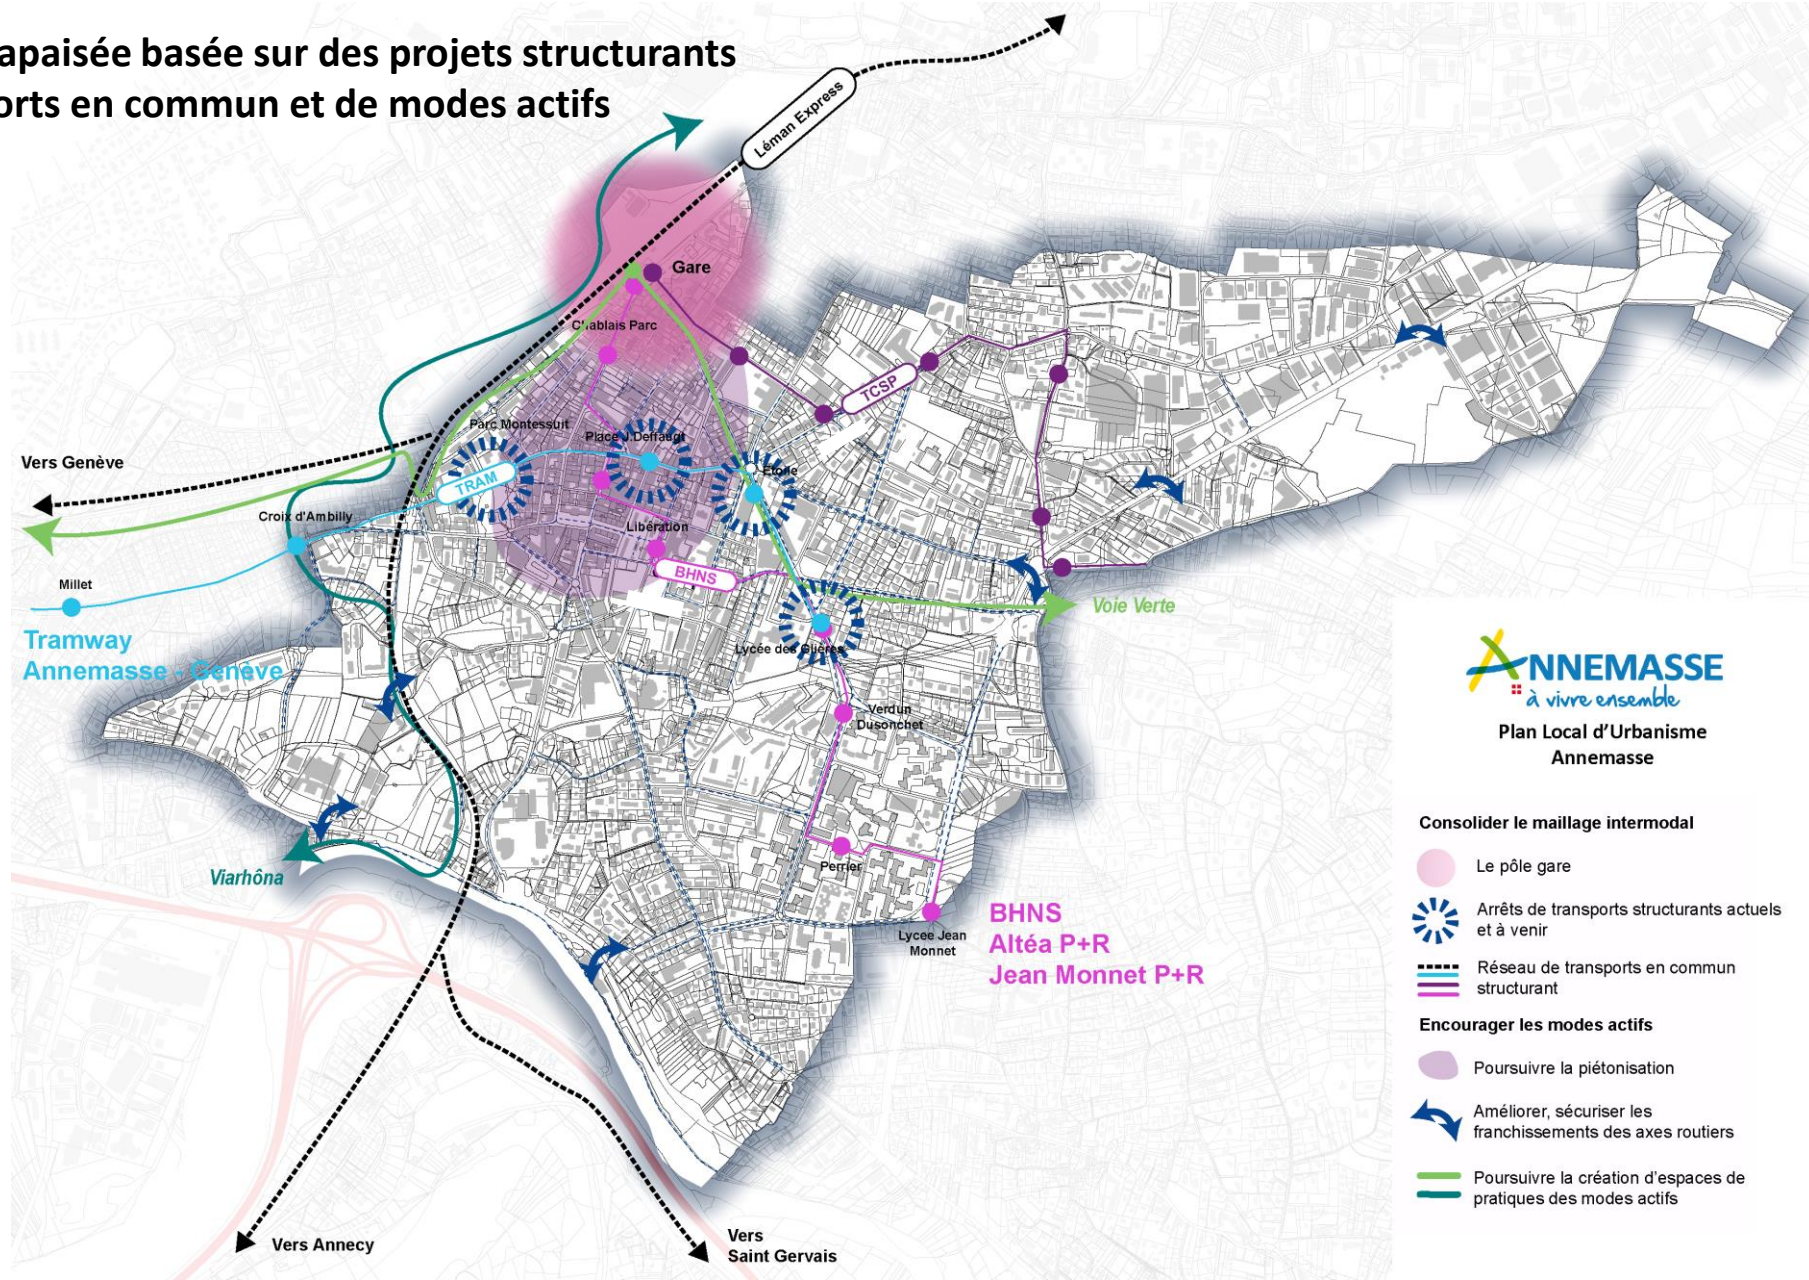 apaisée basée sur des projets structurants
orts en commun et de modes actifs
Léman Express
Gare
Chablais Parc
TCSP
Parc Montessuit
Place J.Deffaugt
Vers Genève
TRAM
Etoile
Croix d'Ambilly
Libération
BHNS
Millet
Voie Verte
Tramway
Annemasse - Genève
Lycée des Glières
Verdun
Dusonchet
Viarhôna
Perrier
BHNS
Altéa P+R
Jean Monnet P+R
Lycee Jean
Monnet
Vers Annecy
Vers
Saint Gervais
ANNEMASSE
à vivre ensemble
Plan Local d'Urbanisme
Annemasse
Consolider le maillage intermodal
Le pôle gare
Arrêts de transports structurants actuels
et à venir
Réseau de transports en commun
structurant
Encourager les modes actifs
Poursuivre la piétonisation
Améliorer, sécuriser les
franchissements des axes routiers
Poursuivre la création d'espaces de
pratiques des modes actifs